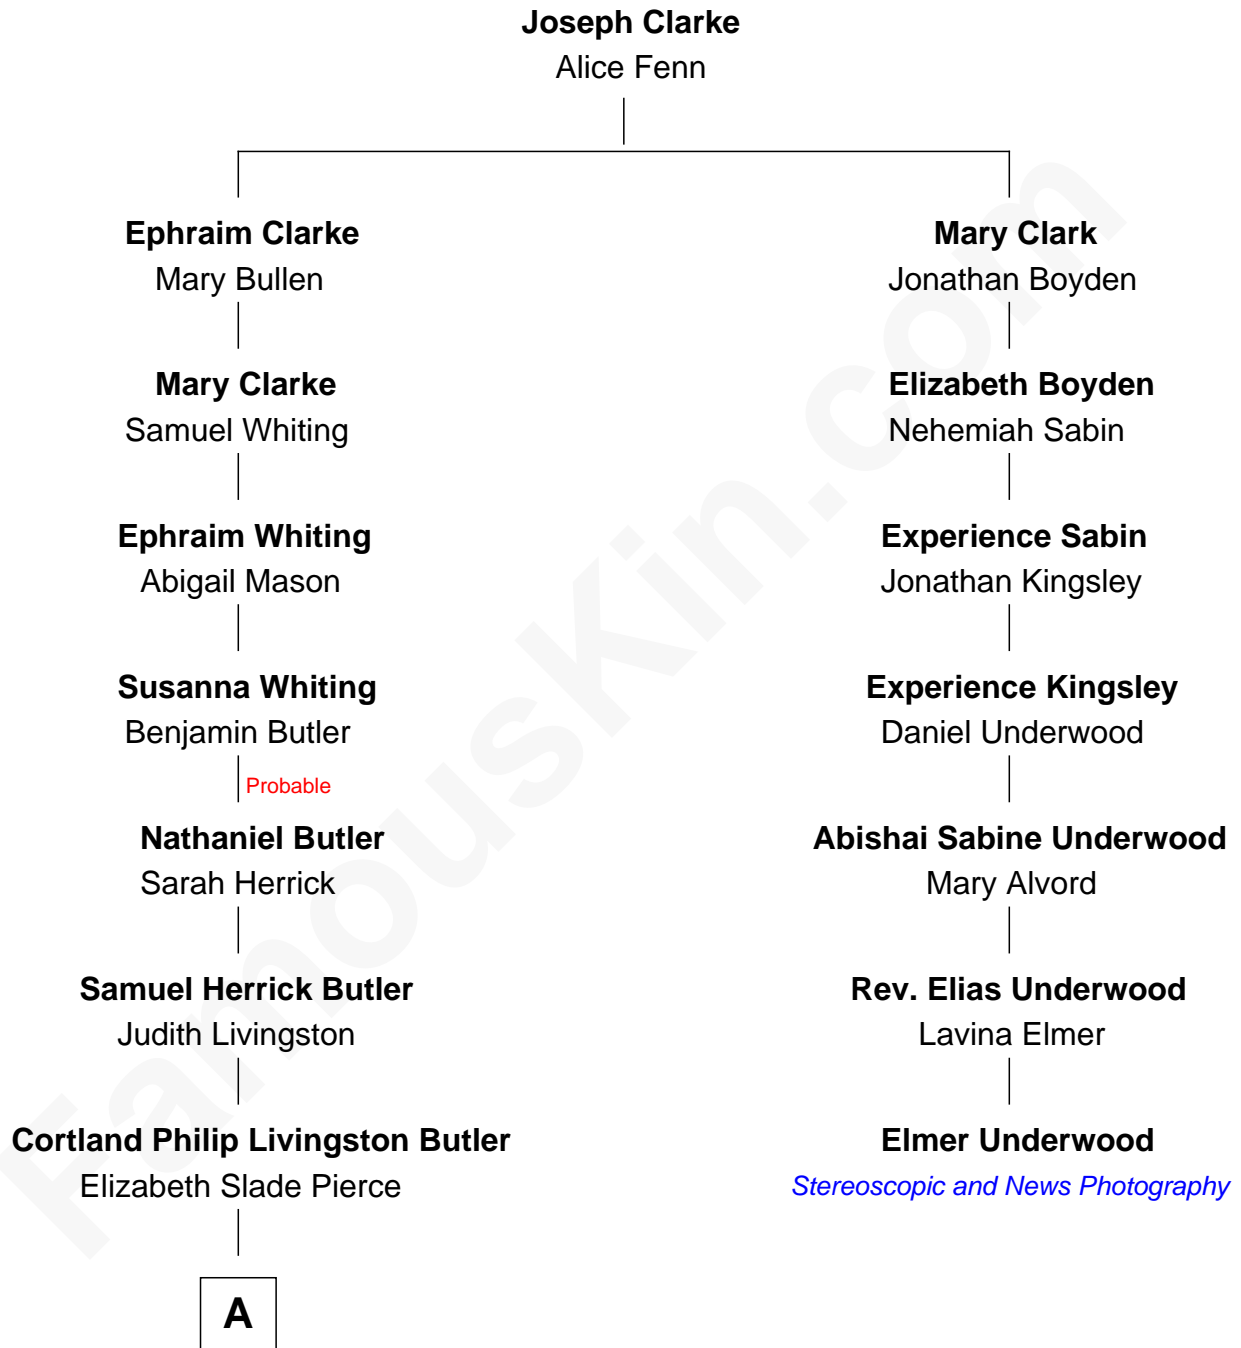 Joseph Clarke
Alice Fenn
Ephraim Clarke
Mary Bullen
Mary Clark
Jonathan Boyden
Mary Clarke
Samuel Whiting
Elizabeth Boyden
Nehemiah Sabin
Ephraim Whiting
Abigail Mason
Experience Sabin
Jonathan Kingsley
Susanna Whiting
Benjamin Butler
Experience Kingsley
Daniel Underwood
Probable
Nathaniel Butler
Sarah Herrick
Abishai Sabine Underwood
Mary Alvord
Samuel Herrick Butler
Judith Livingston
Rev. Elias Underwood
Lavina Elmer
Cortland Philip Livingston Butler
Elizabeth Slade Pierce
Elmer Underwood
Stereoscopic and News Photography
A
FamousKin.com